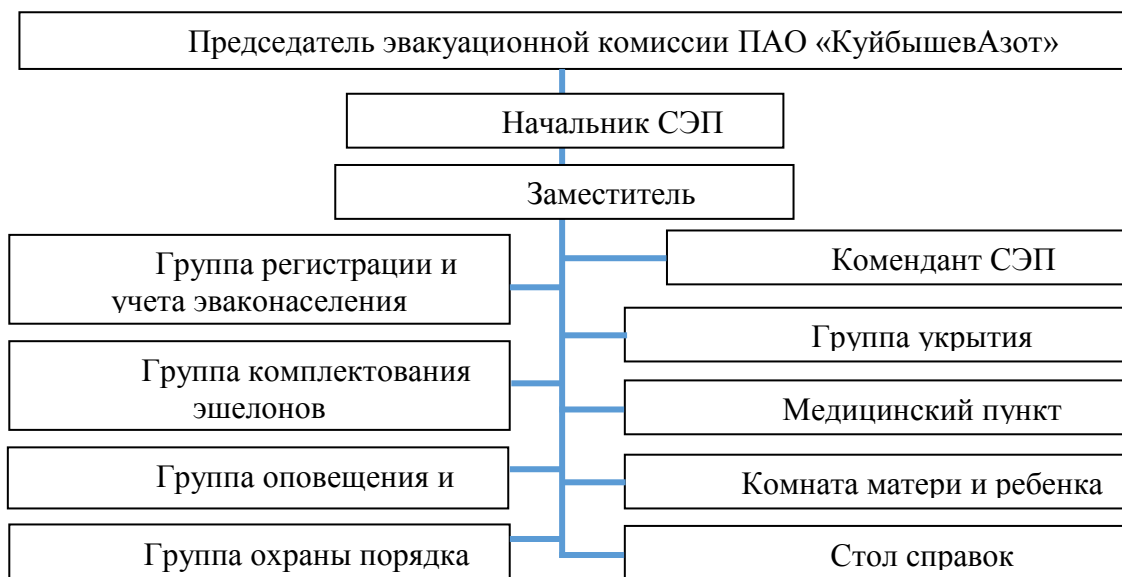 Председатель эвакуационной комиссии ПАО «КуйбышевАзот»
Начальник СЭП
Заместитель
Группа регистрации и
учета эваконаселения
Группа комплектования
эшелонов
Группа оповещения и
Группа охраны порядка
Комендант СЭП
Группа укрытия
Медицинский пункт
Комната матери и ребенка
Стол справок